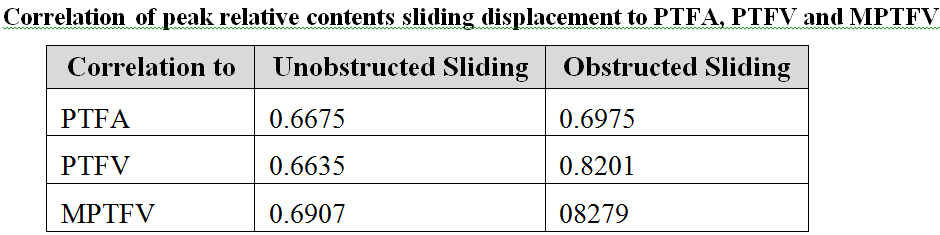 Correlation of peak relative contents sliding displacement to PTFA, PTFV and MPTFV
Correlation to Unobstructed Sliding Obstructed Sliding
PTFA 0.6675 0.6975
PTFV 0.6635 0.8201
MPTFV 0.6907 08279